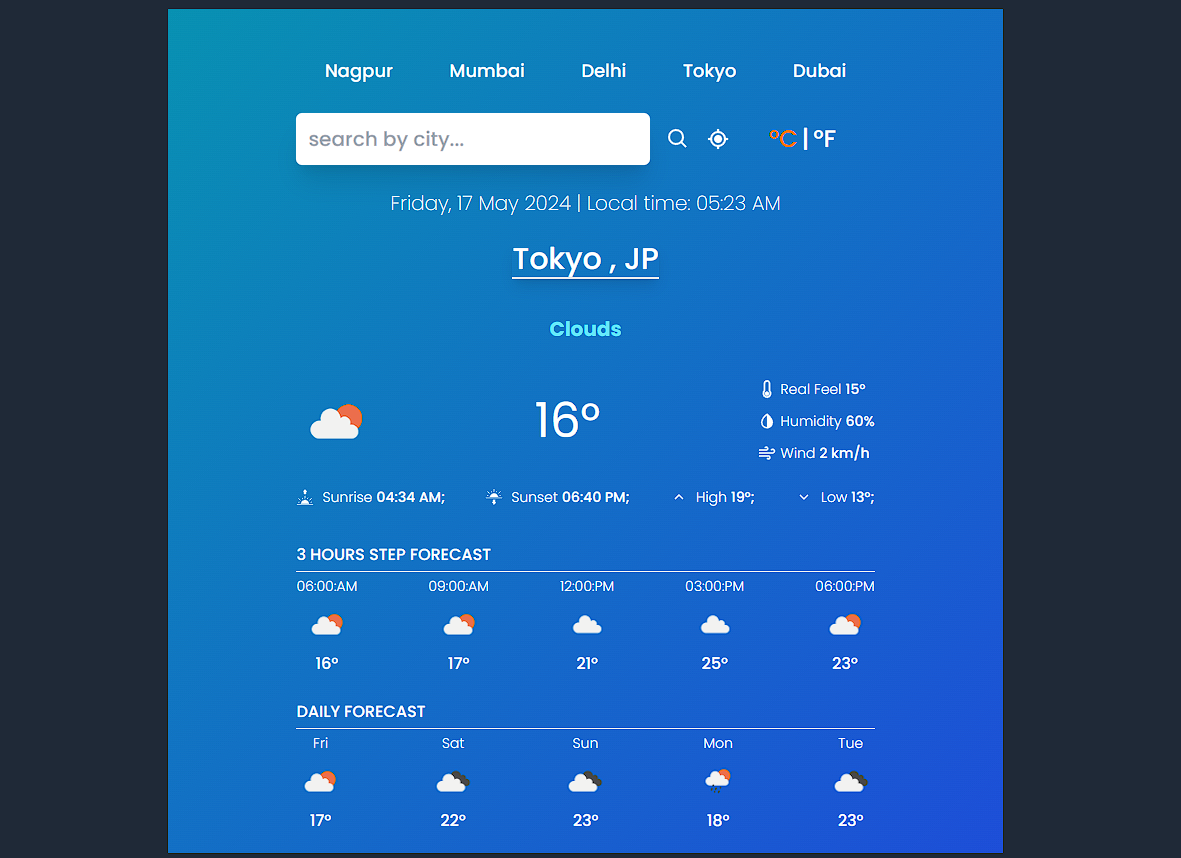 Nagpur Mumbai Delhi Tokyo Dubai
search by city...
°C | °F
Friday, 17 May 2024 | Local time: 05:23 AM
Tokyo , JP
Clouds
16°
Real Feel 15°
Humidity 60%
Wind 2 km/h
Sunrise 04:34 AM; Sunset 06:40 PM; High 19°; Low 13°;
3 HOURS STEP FORECAST
06:00:AM 09:00:AM 12:00:PM 03:00:PM 06:00:PM
16° 17° 21° 25° 23°
DAILY FORECAST
Fri Sat Sun Mon Tue
17° 22° 23° 18° 23°